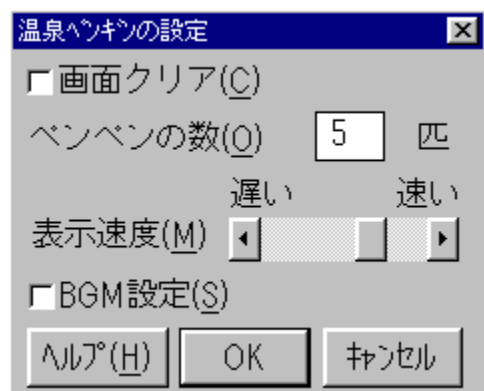 温泉ﾍﾟﾝｷﾞﾝの設定
画面クリア(C)
ペンペンの数(O) 5 匹
遅い 速い
表示速度(M)
BGM設定(S)
ﾍﾙﾌﾟ(H) OK ｷｬﾝｾﾙ